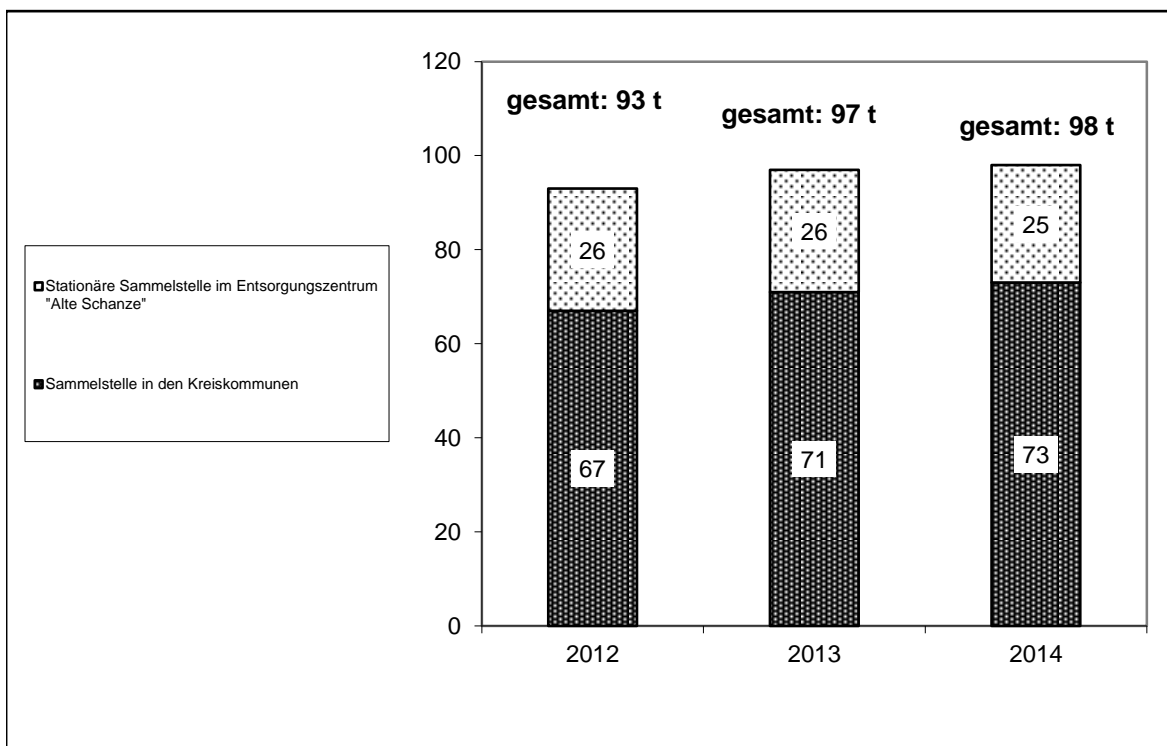 120
gesamt: 93 t
gesamt: 97 t
gesamt: 98 t
100
26
26
25
80
Stationäre Sammelstelle im Entsorgungszentrum
"Alte Schanze"
60
Sammelstelle in den Kreiskommunen
40
67
71
73
20
0
2012
2013
2014